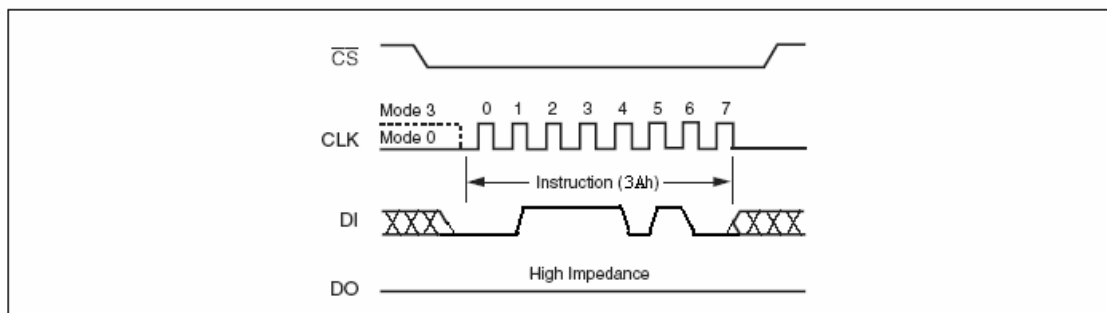 CS
Mode 3 0 1 2 3 4 5 6 7
CLK Mode 0
Instruction (3Ah)
DI
High Impedance
DO